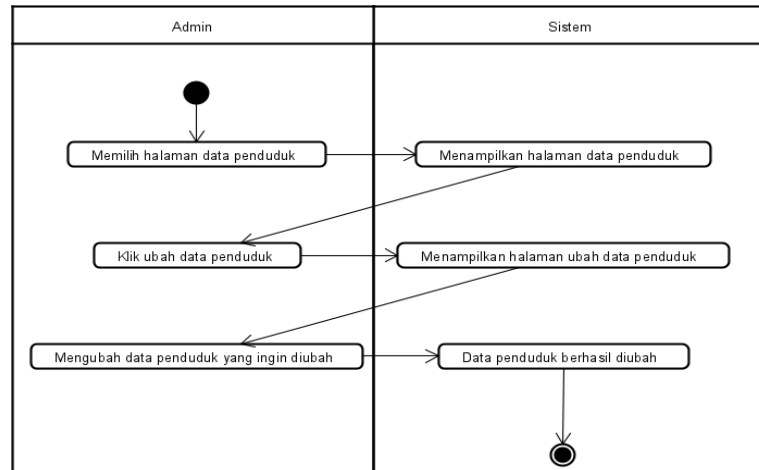 Admin
Sistem
Memilih halaman data penduduk
Menampilkan halaman data penduduk
Klik ubah data penduduk
Menampilkan halaman ubah data penduduk
Mengubah data penduduk yang ingin diubah
Data penduduk berhasil diubah